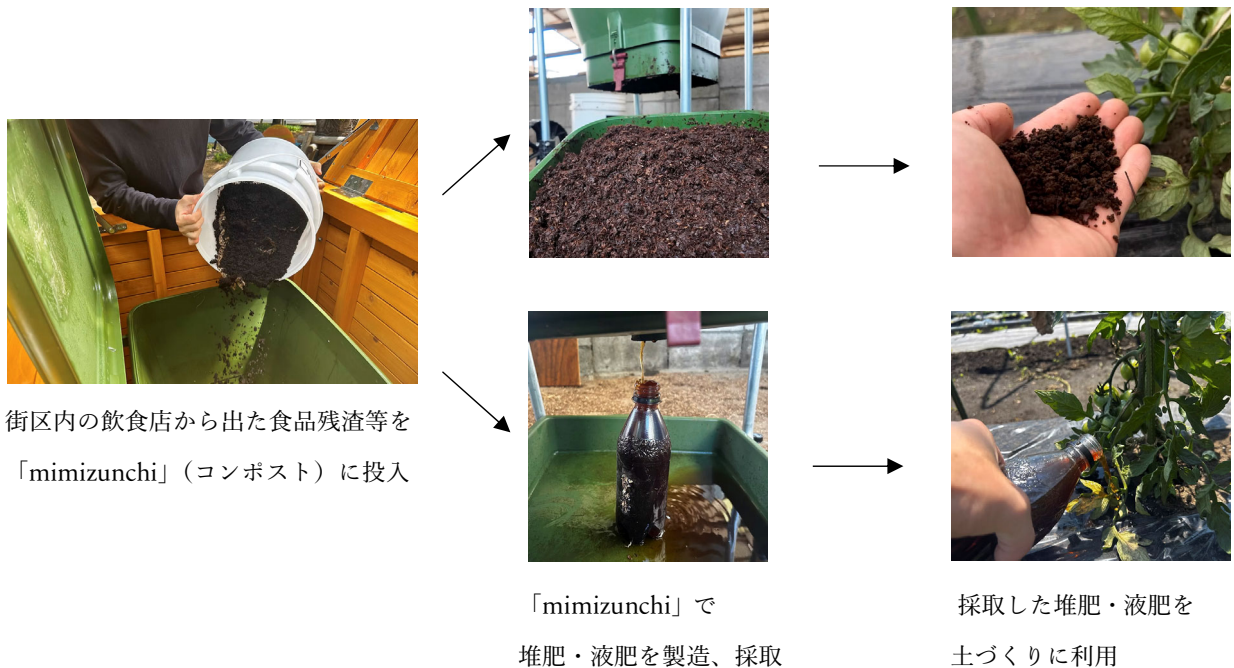 街区内の飲食店から出た食品残渣等を
「mimizunchi」（コンポスト）に投入
「mimizunchi」で
堆肥・液肥を製造、採取
採取した堆肥・液肥を
土づくりに利用